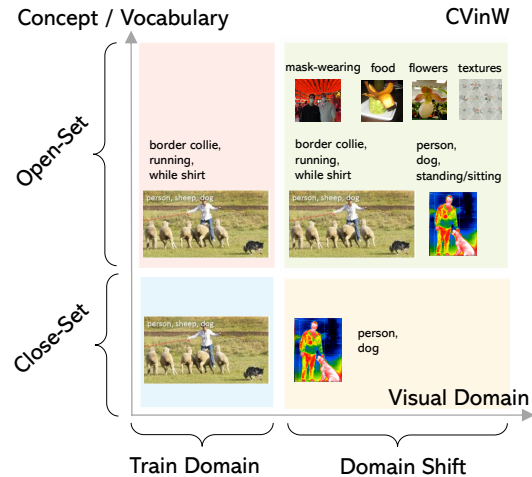 Concept / Vocabulary
CVinW
mask-wearing
food
flowers
textures
Open-Set
border collie,
running,
while shirt
person, sheep, dog
border collie,
running,
while shirt
person, sheep, dog
person,
dog,
standing/sitting
Close-Set
person, sheep, dog
person,
dog
Visual Domain
Train Domain
Domain Shift